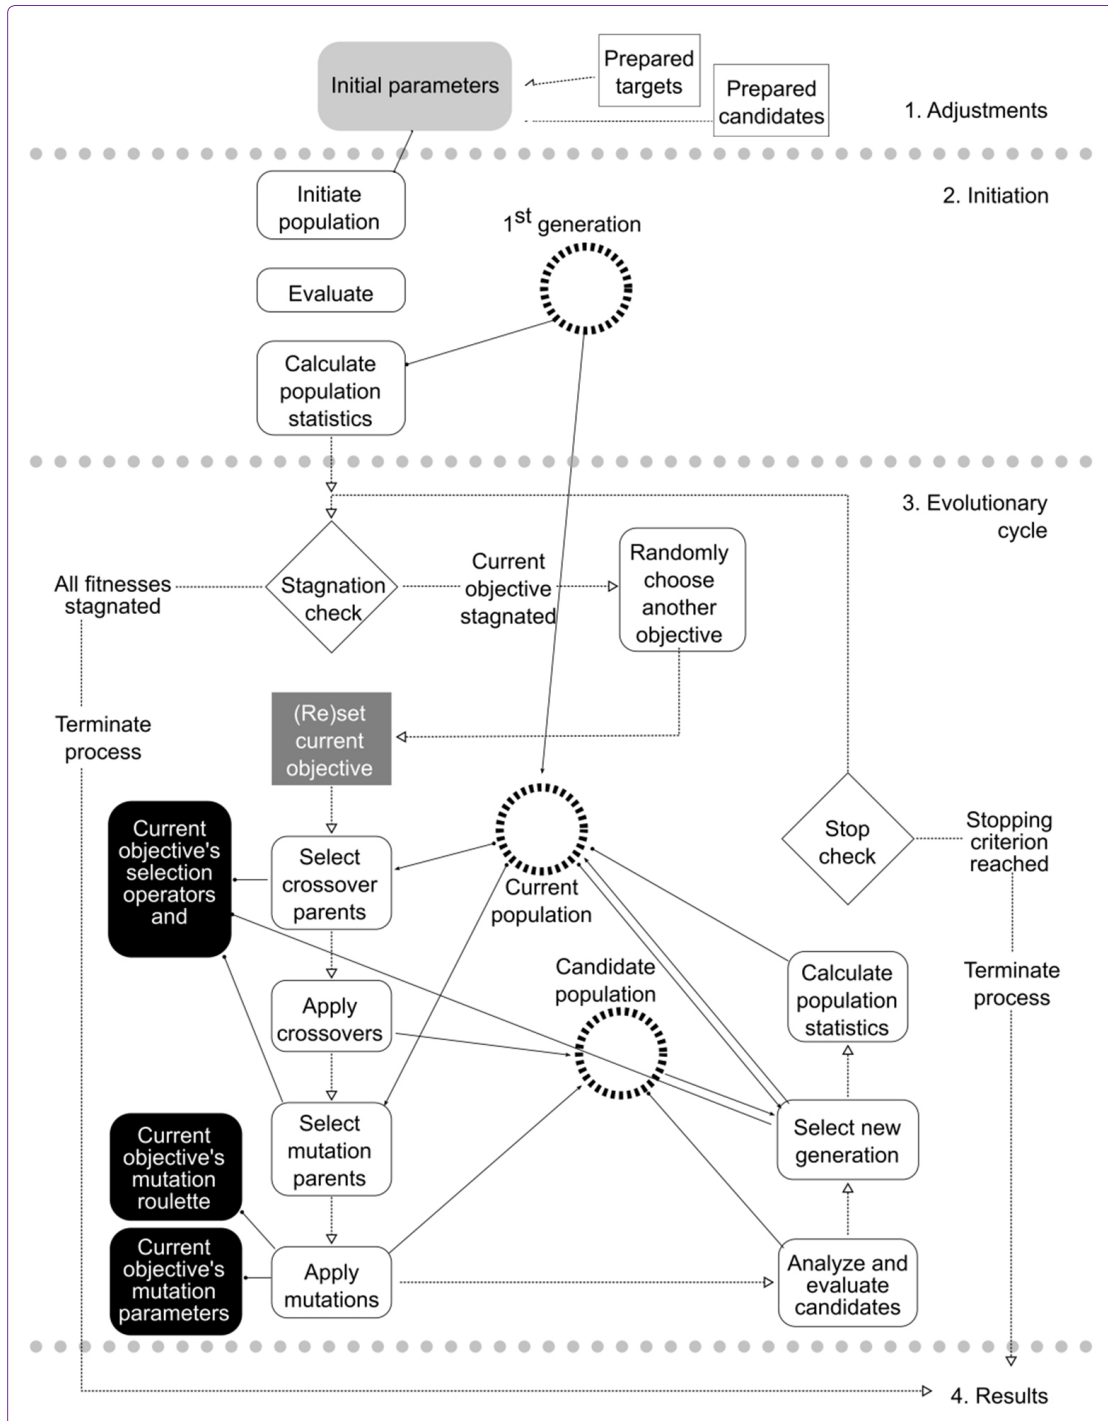 Initial parameters
Prepared
targets
Prepared
candidates
1. Adjustments
Initiate
population
2. Initiation
1st generation
Evaluate
Calculate
population
statistics
3. Evolutionary
cycle
All fitnesses
stagnated
Stagnation
check
Current
objective
stagnated
Randomly
choose
another
objective
Terminate
process
(Re)set
current
objective
Current
objective's
selection
operators
and
Select
crossover
parents
Current
population
Stop
check
Stopping
criterion
reached
Apply
crossovers
Candidate
population
Calculate
population
statistics
Terminate
process
Select
mutation
parents
Select new
generation
Current
objective's
mutation
roulette
Current
objective's
mutation
parameters
Apply
mutations
Analyze and
evaluate
candidates
4. Results